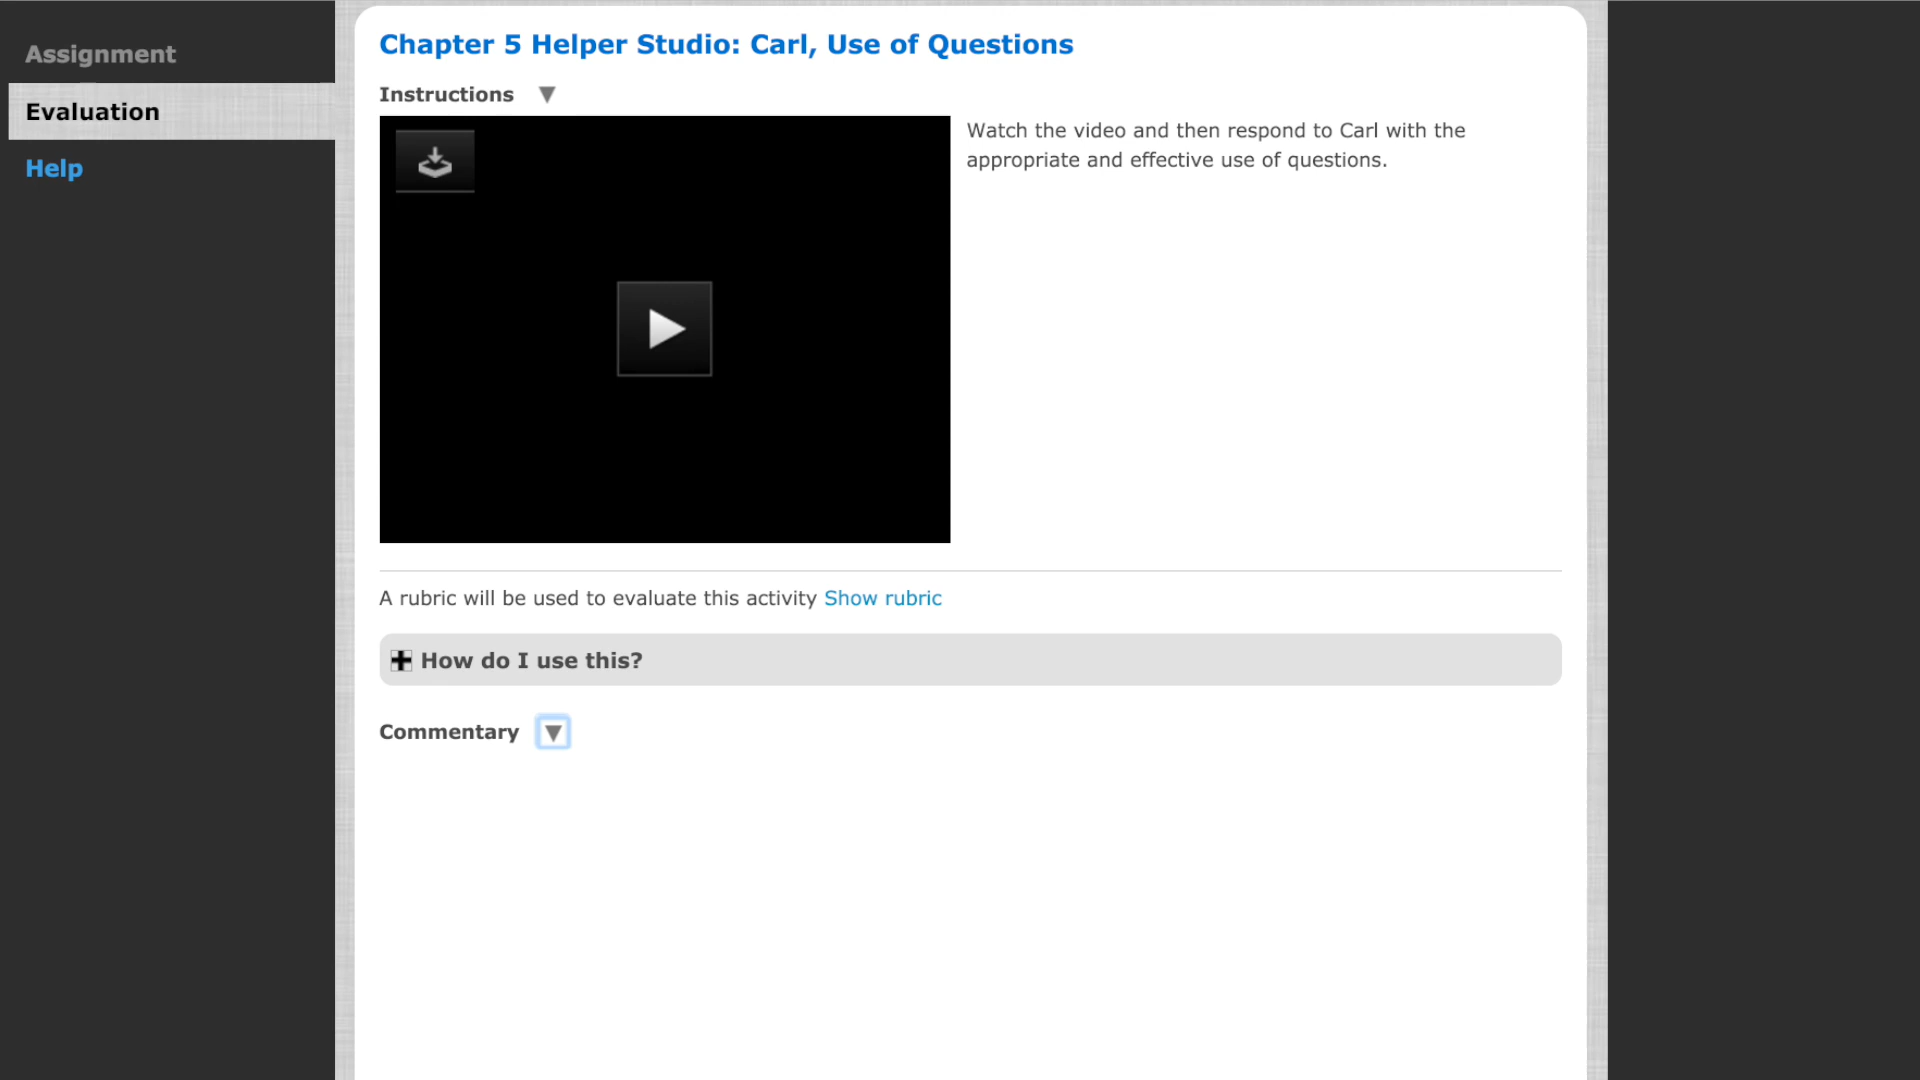 Assignment
Evaluation
Help
Chapter 5 Helper Studio: Carl, Use of Questions
Instructions
Watch the video and then respond to Carl with the
appropriate and effective use of questions.
A rubric will be used to evaluate this activity Show rubric
How do I use this?
Commentary